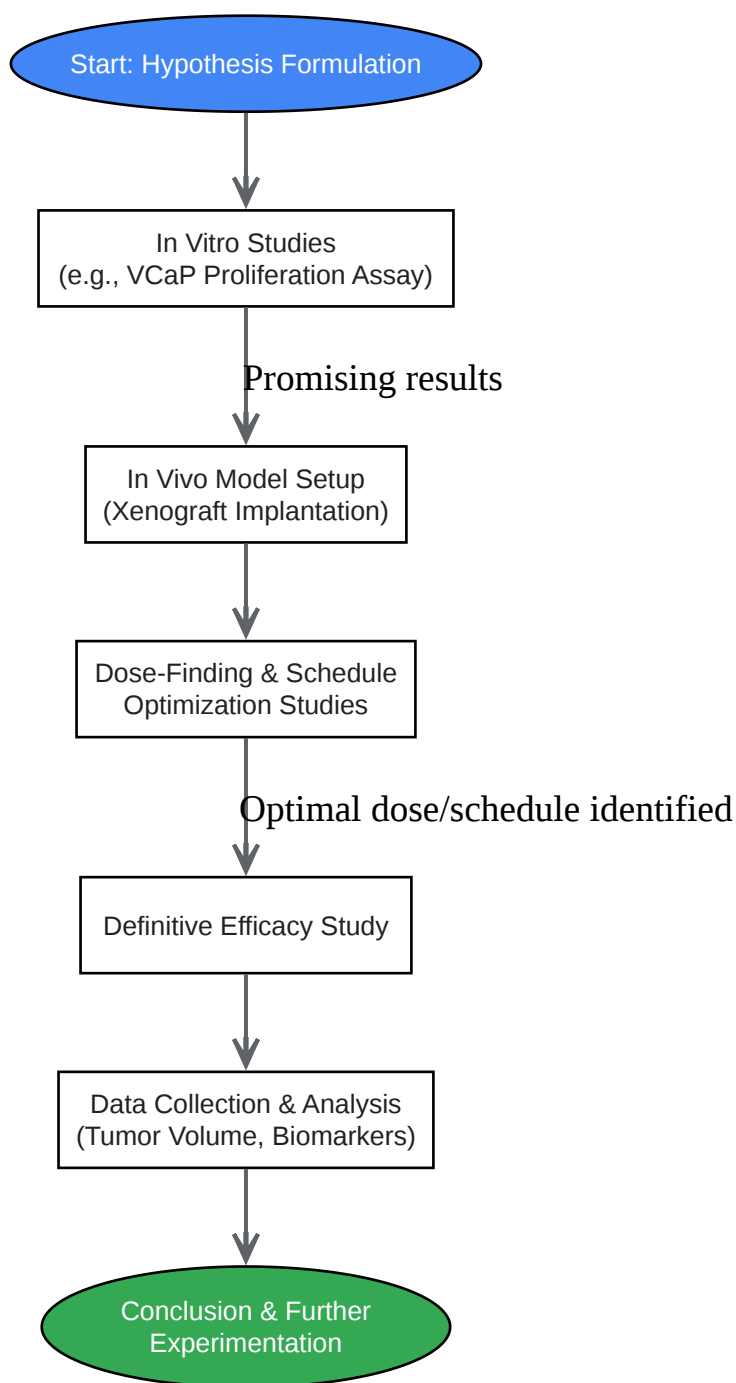 Start: Hypothesis Formulation
In Vitro Studies
(e.g., VCaP Proliferation Assay)
Promising results
In Vivo Model Setup
(Xenograft Implantation)
Dose-Finding & Schedule
Optimization Studies
Optimal dose/schedule identified
Definitive Efficacy Study
Data Collection & Analysis
(Tumor Volume, Biomarkers)
Conclusion & Further
Experimentation